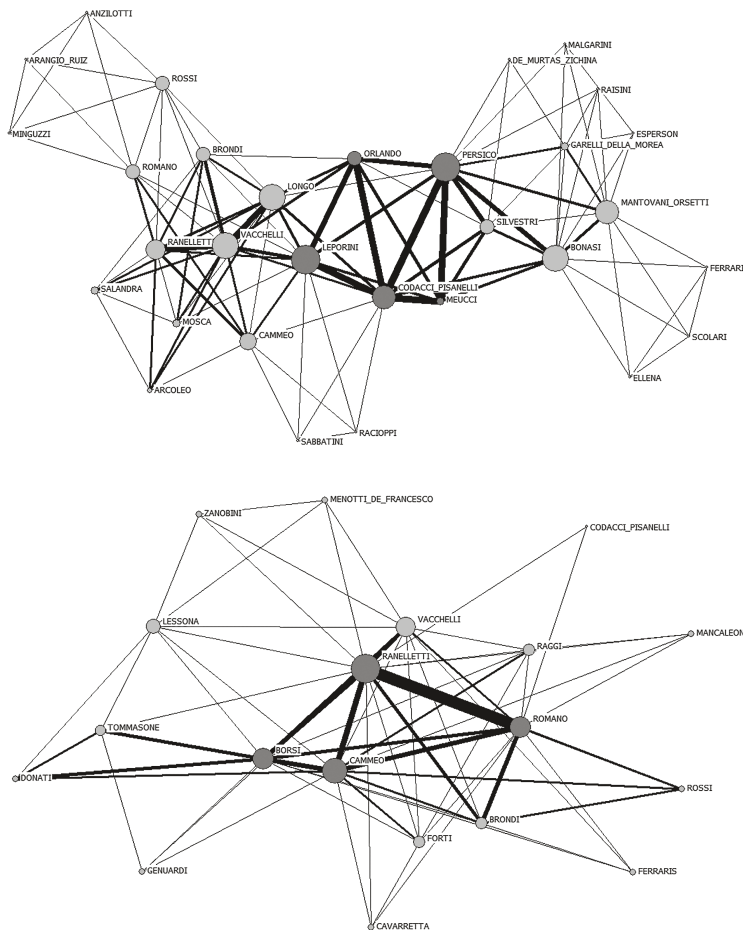 ANZILOTTI
MALGARINI
ARANGIO_RUIZ
DE_MURTAS_ZICHINA
ROSSI
RAISINI
MINGUZZI
ESPERSON
GARELLI_DELLA_MOREA
BRONDI
ORLANDO
PERSICO
ROMANO
LONGO
MANTOVANI_ORSETTI
SILVESTRI
VACCHELLI
RANELLETTI
LEPORINI
BONASI
FERRARI
SALANDRA
CODACCI_PISANELLI
MEUCCI
MOSCA
CAMMEO
SCOLARI
ELLENA
ARCOLEO
RACIOPPI
SABBATINI
MENOTTI_DE_FRANCESCO
ZANOBINI
CODACCI_PISANELLI
LESSONA
VACCHELLI
MANCALEON
RAGGI
RANELLETTI
ROMANO
TOMMASONE
BORSI
CAMMEO
DONATI
ROSSI
BRONDI
FORTI
GENUARDI
FERRARIS
CAVARRETTA